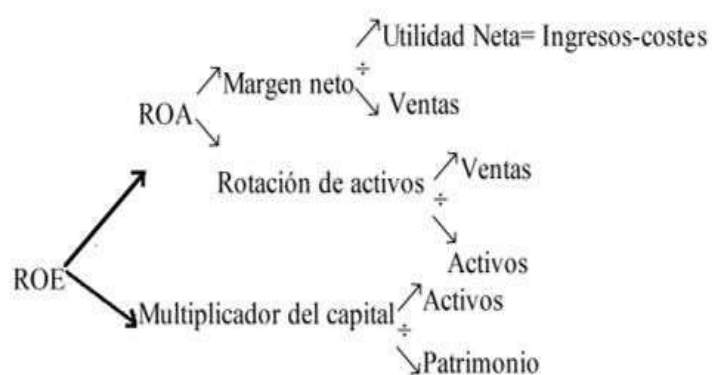 Utilidad Neta= Ingresos-costes
÷
Margen neto
Ventas
ROA
Rotación de activos
Ventas
÷
Activos
ROE
Multiplicador del capital
Activos
÷
Patrimonio